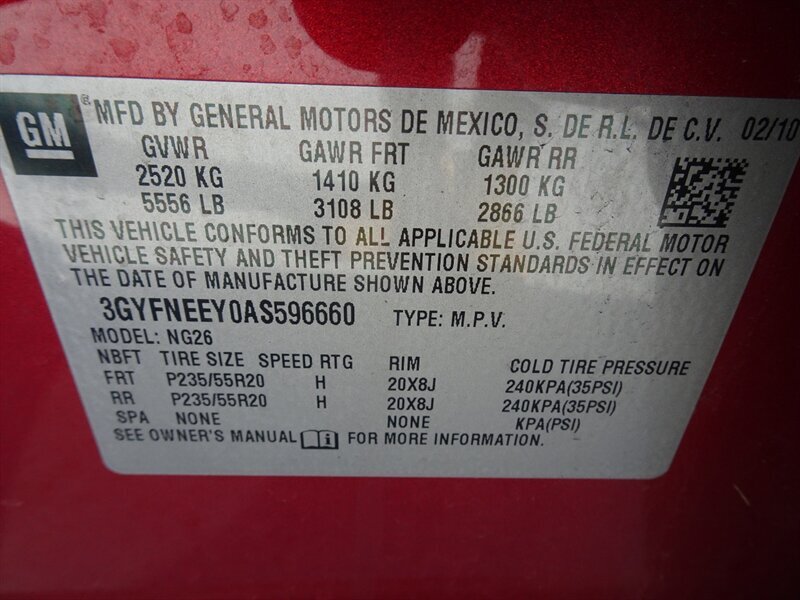 GM® MFD BY GENERAL MOTORS DE MEXICO, S. DE R.L. DE C.V. 02/10
GVWR GAWR FRT GAWR RR
2520 KG 1410 KG 1300 KG
5556 LB 3108 LB 2866 LB
THIS VEHICLE CONFORMS TO ALL APPLICABLE U.S. FEDERAL MOTOR
VEHICLE SAFETY AND THEFT PREVENTION STANDARDS IN EFFECT ON
THE DATE OF MANUFACTURE SHOWN ABOVE.
3GYFNEEY0AS596660 TYPE: M.P.V.
MODEL: NG26
NBFT TIRE SIZE SPEED RTG RIM COLD TIRE PRESSURE
FRT P235/55R20 H 20X8J 240KPA(35PSI)
RR P235/55R20 H 20X8J 240KPA(35PSI)
SPA NONE NONE KPA(PSI)
SEE OWNER'S MANUAL FOR MORE INFORMATION.